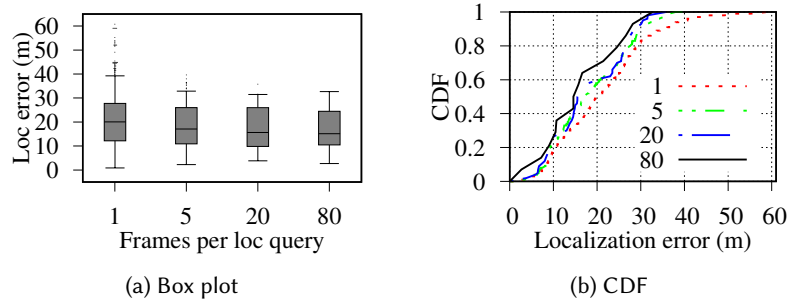 Loc error (m)
60
50
40
30
20
10
0
1 5 20 80
Frames per loc query
(a) Box plot
CDF
1
0.8
0.6
0.4
0.2
0
1
5
20
80
0 10 20 30 40 50 60
Localization error (m)
(b) CDF